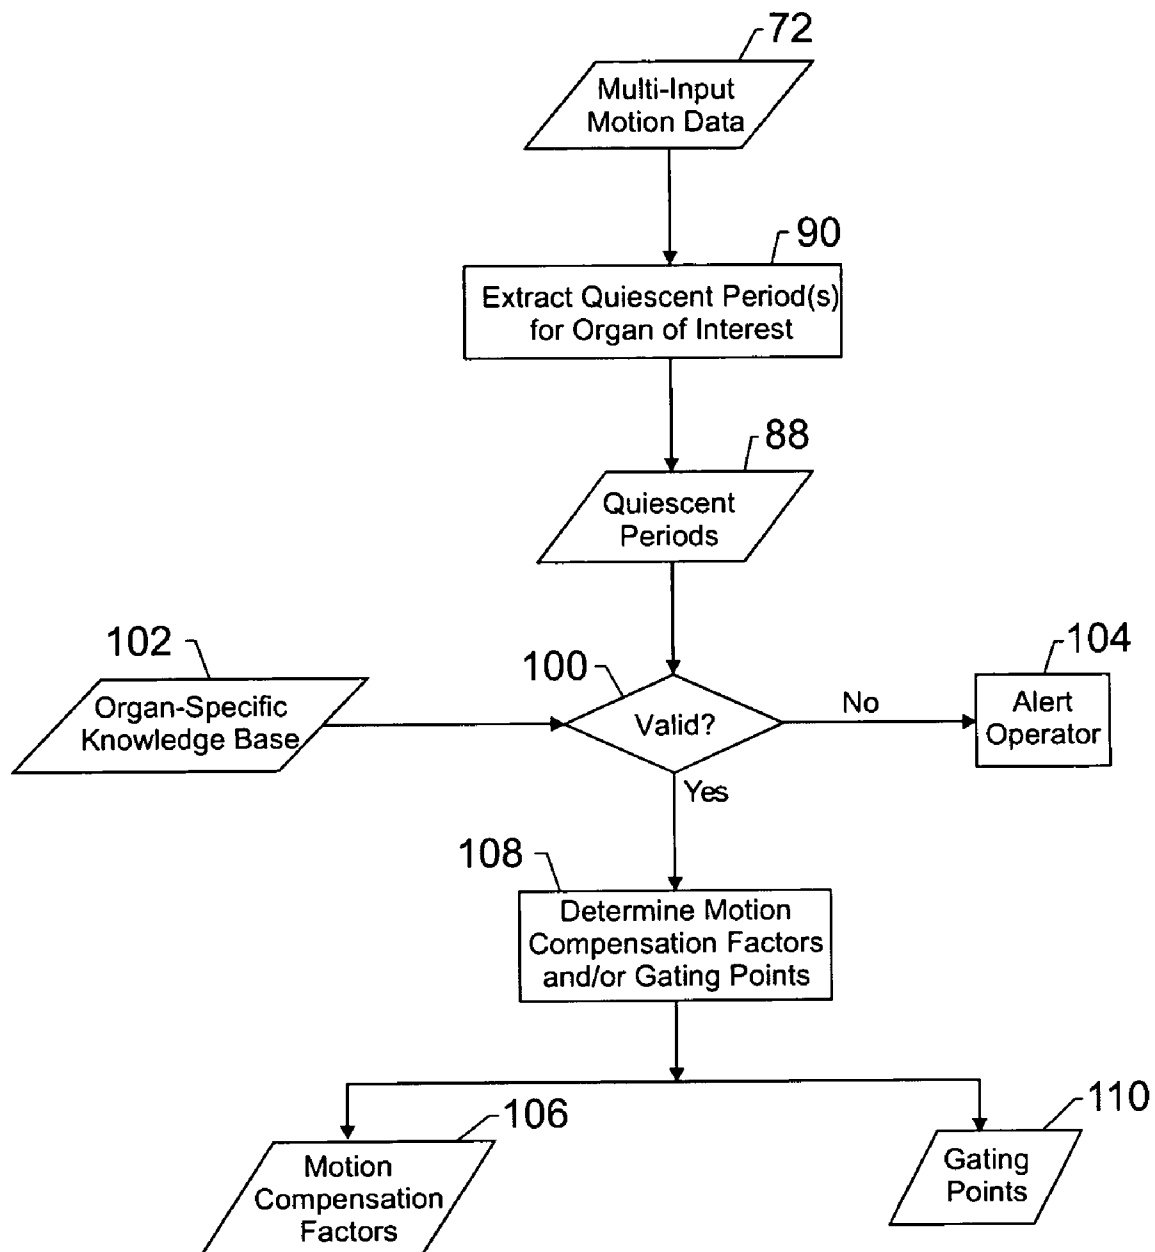 72
Multi-Input
Motion Data
90
Extract Quiescent Period(s)
for Organ of Interest
88
Quiescent
Periods
102
Organ-Specific
Knowledge Base
100
Valid?
No
104
Alert
Operator
Yes
108
Determine Motion
Compensation Factors
and/or Gating Points
106
Motion
Compensation
Factors
110
Gating
Points